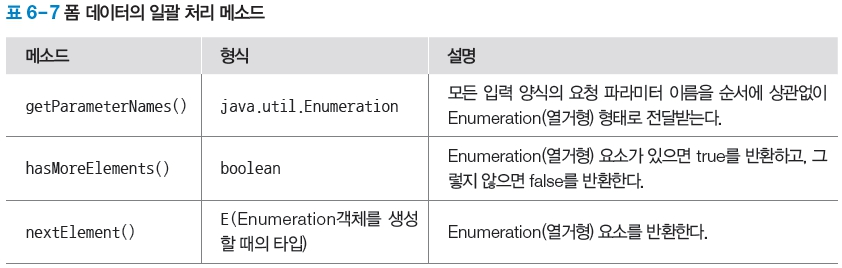 표 6-7 폼 데이터의 일괄 처리 메소드
메소드 형식 설명
getParameterNames() java.util.Enumeration 모든 입력 양식의 요청 파라미터 이름을 순서에 상관없이
Enumeration(열거형) 형태로 전달받는다.
hasMoreElements() boolean Enumeration(열거형) 요소가 있으면 true를 반환하고, 그
렇지 않으면 false를 반환한다.
nextElement() E(Enumeration객체를 생성
할 때의 타입) Enumeration(열거형) 요소를 반환한다.